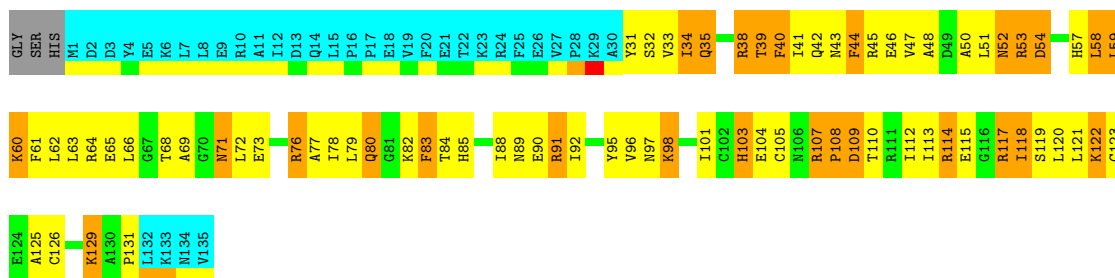 GLY SER HIS M1 D2 D3 Y4 E5 K6 L7 L8 E9 R10 A11 I12 D13 Q14 L15 P16 P17 E18 V19 F20 E21 T22 K23 R24 F25 E26 V27 P28 K29 A30 Y31 S32 V33 I34 Q35 R38 T39 F40 I41 Q42 N43 F44 R45 E46 V47 A48 D49 A50 L51 N52 R53 D54 H57 L58 L59
K60 F61 L62 L63 R64 E65 L66 G67 T68 A69 G70 N71 L72 E73 R76 A77 I78 L79 Q80 G81 K82 F83 T84 H85 I88 N89 E90 R91 I92 Y95 V96 N97 K98 I101 C102 H103 E104 C105 N106 R107 P108 D109 T110 R111 I112 I113 R114 E115 G116 R117 I118 S119 L120 L121 K122
E124 A125 C126 K129 A130 P131 L132 K133 N134 V135